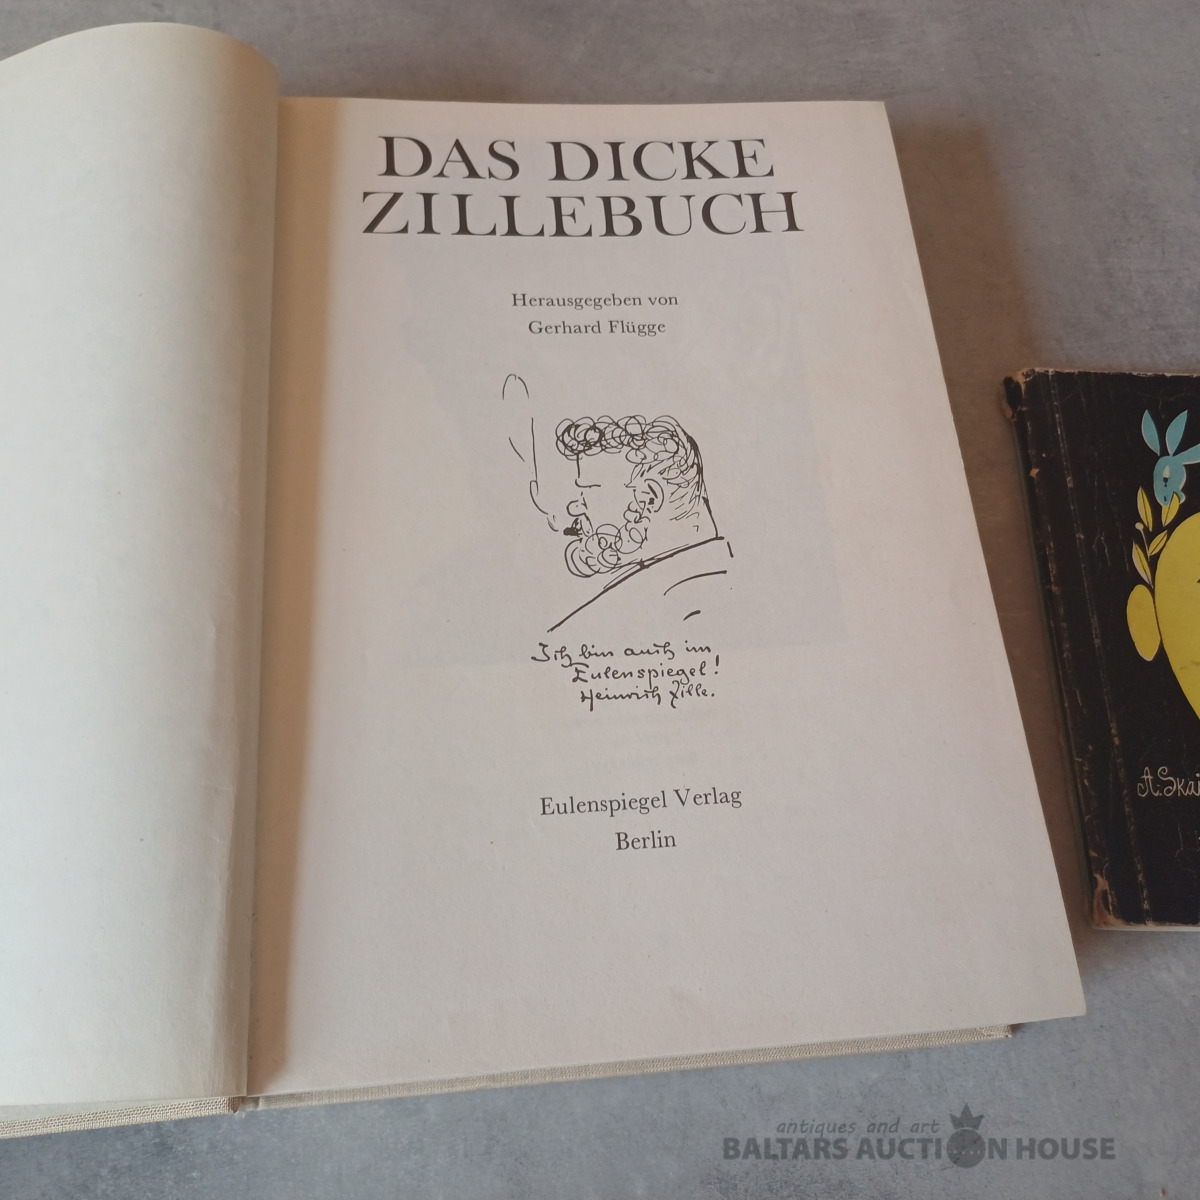 DAS DICKE
ZILLEBUCH
Herausgegeben von
Gerhard Flügge
Ich bin auch im
Eulenspiegel!
Heinrich Zille.
Eulenspiegel Verlag
Berlin
antiques and art
BALTARS AUCTION HOUSE